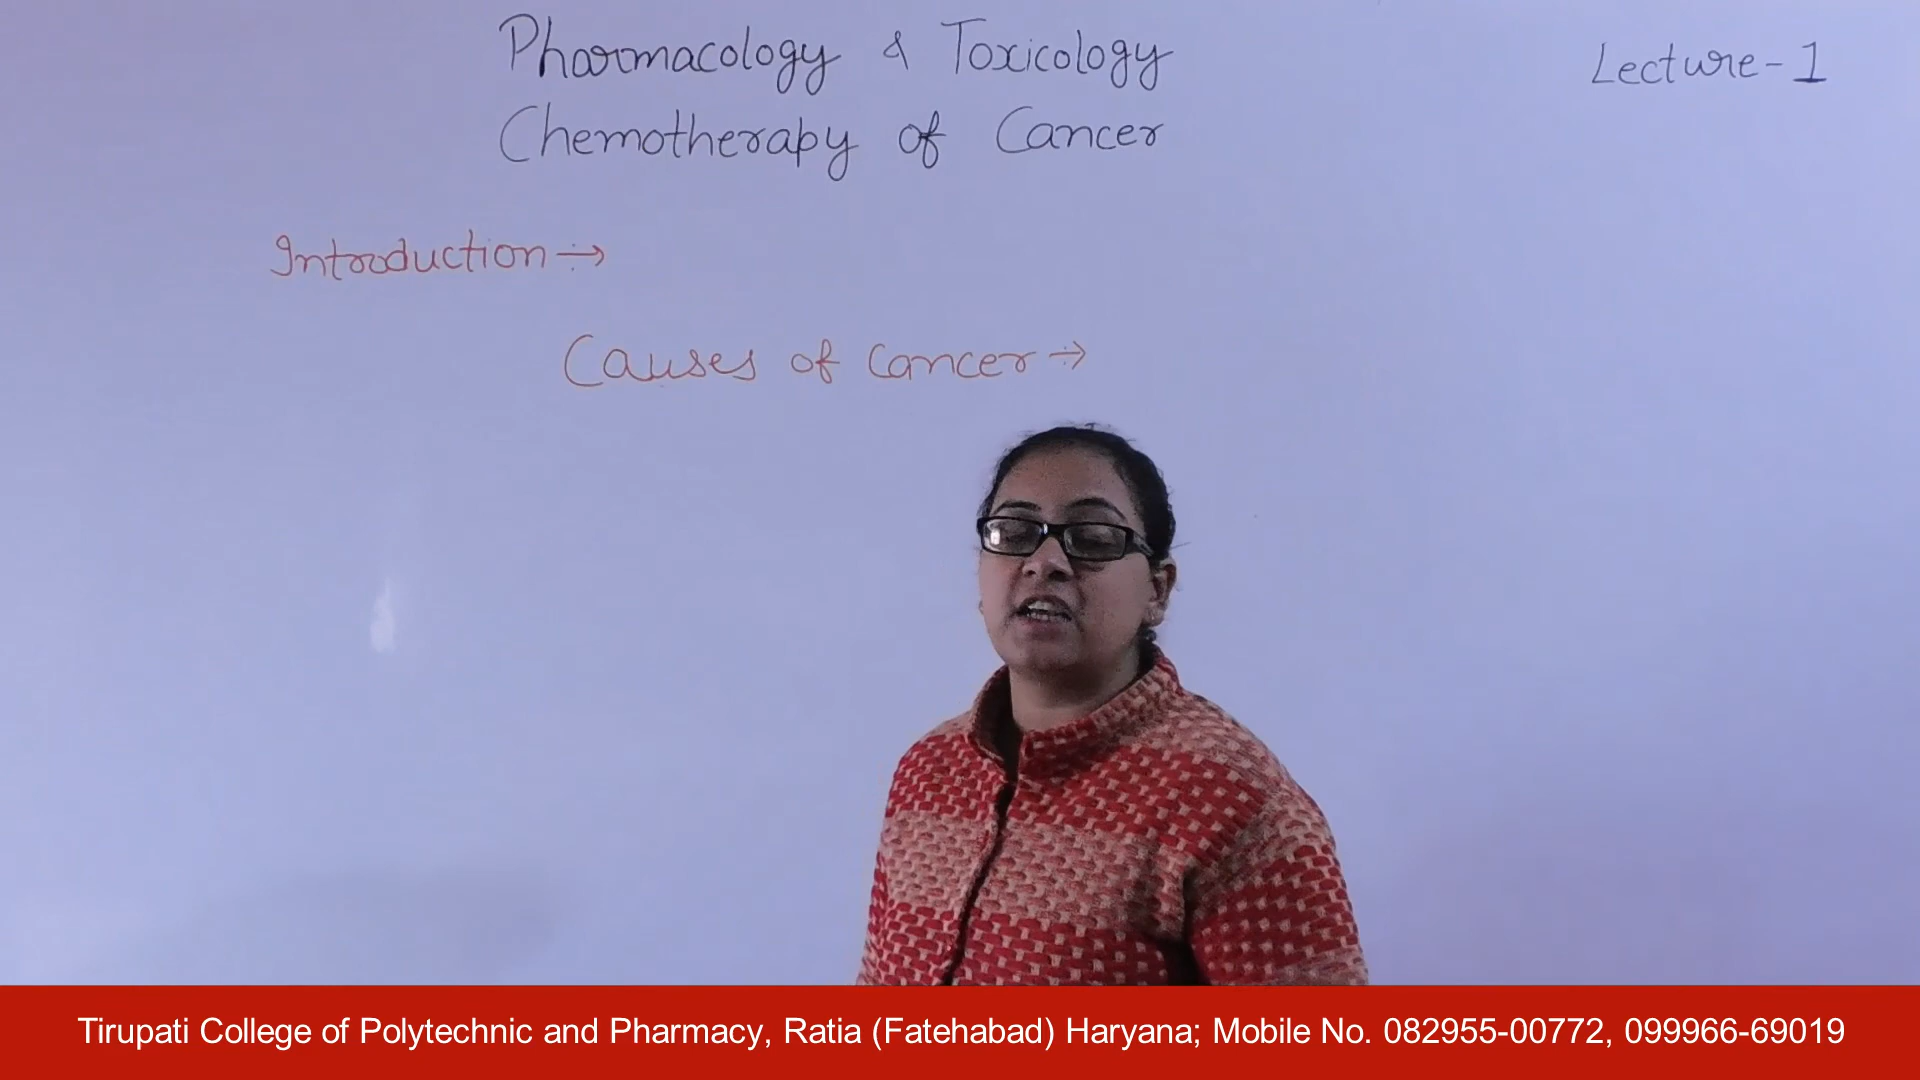 Pharmacology & Toxicology
Lecture-1
Chemotherapy of Cancer
Introduction ÷→
Causes of Cancer ÷→
Tirupati College of Polytechnic and Pharmacy, Ratia (Fatehabad) Haryana; Mobile No. 082955-00772, 099966-69019